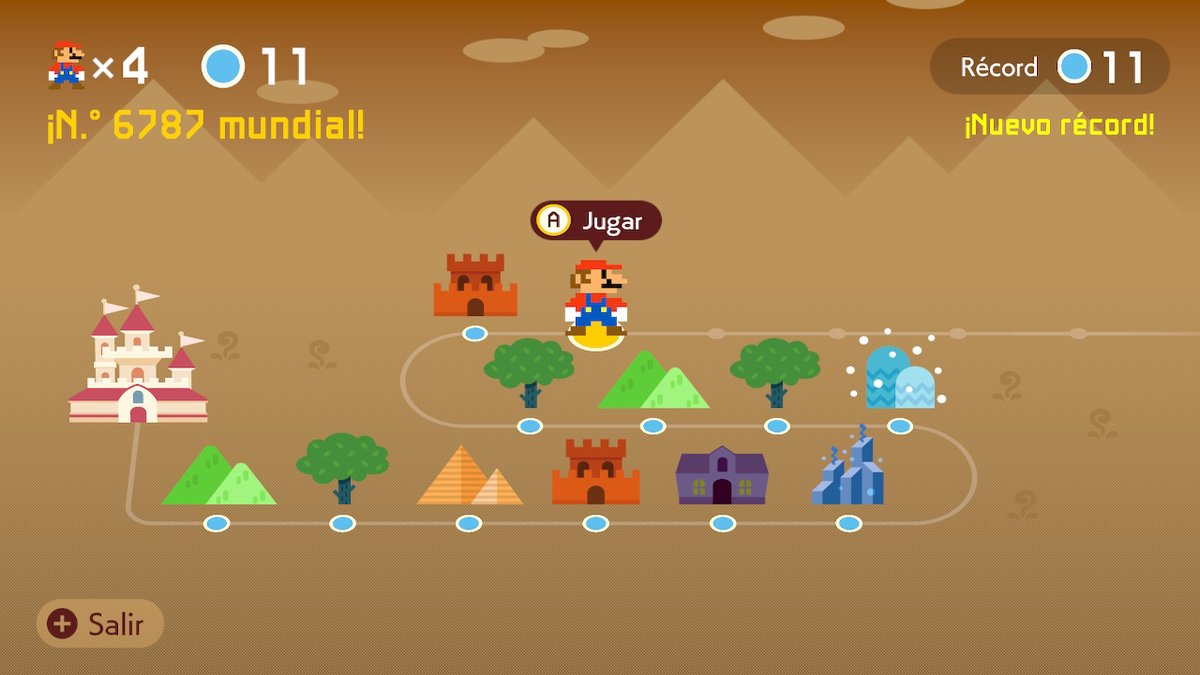 ×4 11
¡N.° 6787 mundial!
Récord 11
¡Nuevo récord!
A Jugar
+ Salir